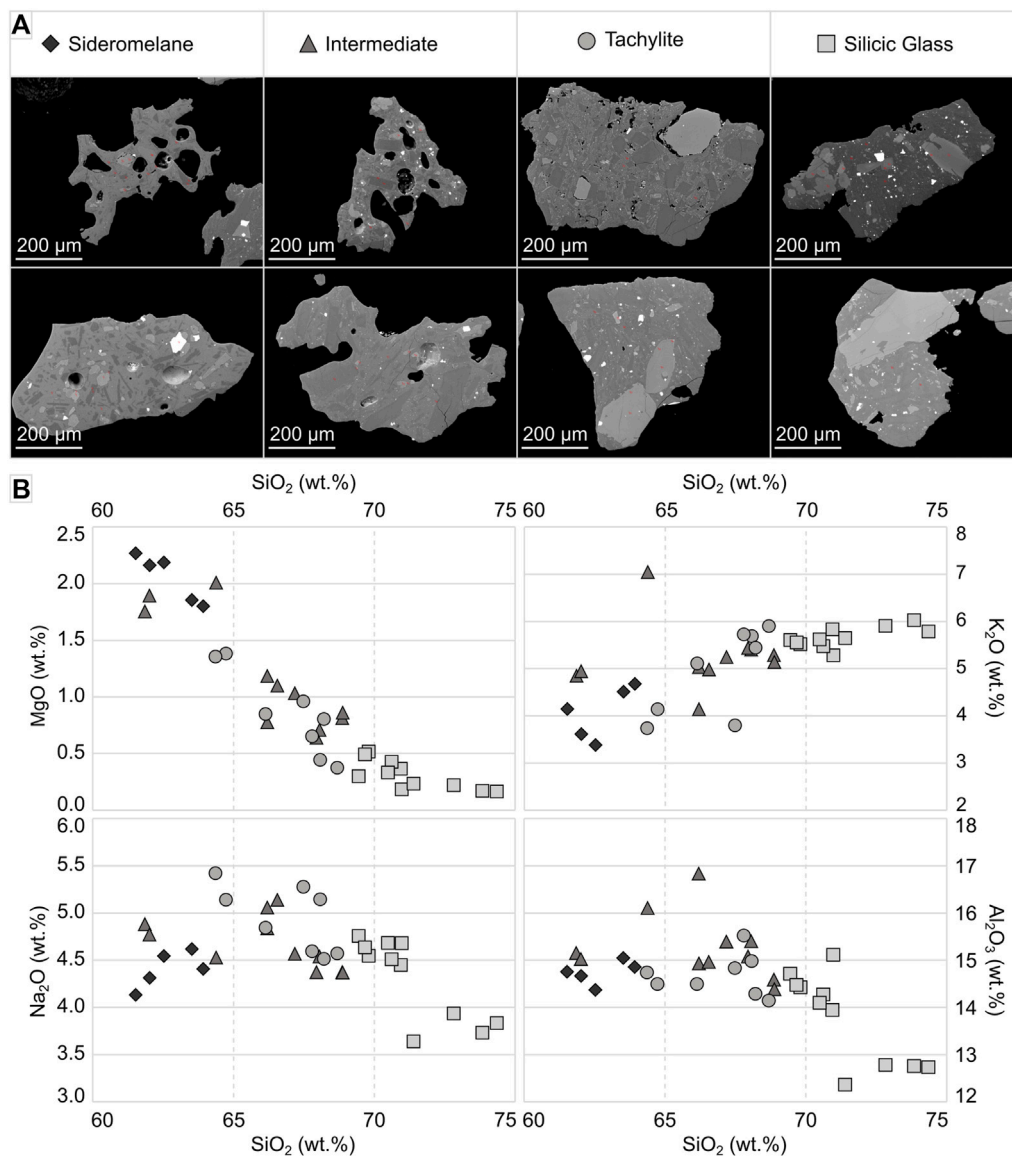 A
Sideromelane
Intermediate
Tachylite
Silicic Glass
200 µm
200 µm
200 µm
200 µm
200 µm
200 µm
200 µm
200 µm
B
SiO₂ (wt.%)
SiO₂ (wt.%)
60 65 70 75
60 65 70 75
MgO (wt.%)
2.5
2.0
1.5
1.0
0.5
0.0
8
7
6
5
4
3
2
K₂O (wt.%)
Na₂O (wt.%)
6.0
5.5
5.0
4.5
4.0
3.5
3.0
18
17
16
15
14
13
12
Al₂O₃ (wt.%)
60 65 70 75
60 65 70 75
SiO₂ (wt.%)
SiO₂ (wt.%)